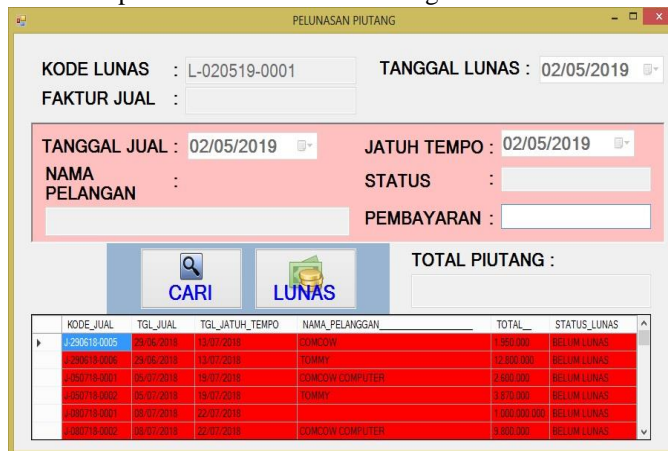 PELUNASAN PIUTANG
KODE LUNAS : L-020519-0001 TANGGAL LUNAS : 02/05/2019
FAKTUR JUAL :
TANGGAL JUAL : 02/05/2019 JATUH TEMPO : 02/05/2019
NAMA PELANGAN : STATUS :
PEMBAYARAN :
CARI LUNAS TOTAL PIUTANG :
KODE_JUAL TGL_JUAL TGL_JATUH_TEMPO NAMA_PELANGGAN TOTAL__ STATUS_LUNAS
J-290618-0005 29/06/2018 13/07/2018 COMCOW 1.950.000 BELUM LUNAS
J-290618-0006 29/06/2018 13/07/2018 TOMMY 12.800.000 BELUM LUNAS
J-050718-0001 05/07/2018 19/07/2018 COMCOW COMPUTER 2.600.000 BELUM LUNAS
J-050718-0002 05/07/2018 19/07/2018 TOMMY 3.870.000 BELUM LUNAS
J-080718-0001 08/07/2018 22/07/2018 1.000.000.000 BELUM LUNAS
J-080718-0002 08/07/2018 22/07/2018 COMCOW COMPUTER 9.800.000 BELUM LUNAS